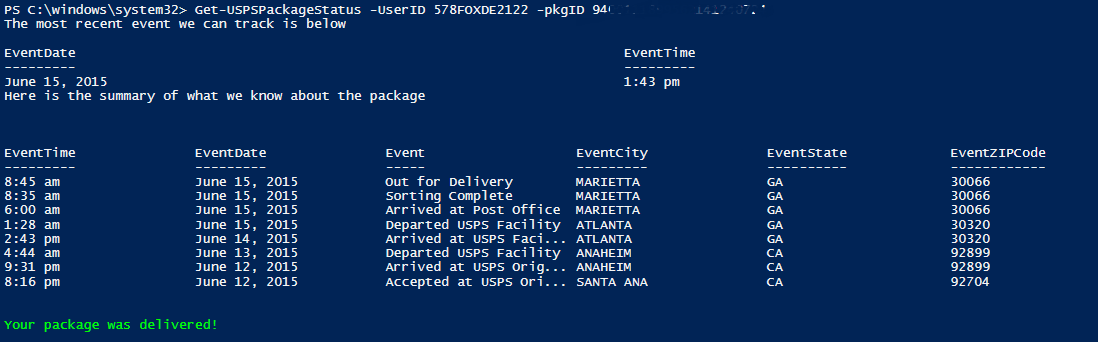 PS C:\windows\system32> Get-USPSPackageStatus -UserID 578FOXDE2122 -pkgID
The most recent event we can track is below
EventDate EventTime
--------- ---------
June 15, 2015 1:43 pm
Here is the summary of what we know about the package
EventTime EventDate Event EventCity EventState EventZIPCode
--------- --------- ----- --------- ---------- ------------
8:45 am June 15, 2015 Out for Delivery MARIETTA GA 30066
8:35 am June 15, 2015 Sorting Complete MARIETTA GA 30066
6:00 am June 15, 2015 Arrived at Post Office MARIETTA GA 30066
1:28 am June 15, 2015 Departed USPS Facility ATLANTA GA 30320
2:43 pm June 14, 2015 Arrived at USPS Faci... ATLANTA GA 30320
4:44 am June 13, 2015 Departed USPS Facility ANAHEIM CA 92899
9:31 pm June 12, 2015 Arrived at USPS Orig... ANAHEIM CA 92899
8:16 pm June 12, 2015 Accepted at USPS Ori... SANTA ANA CA 92704
Your package was delivered!